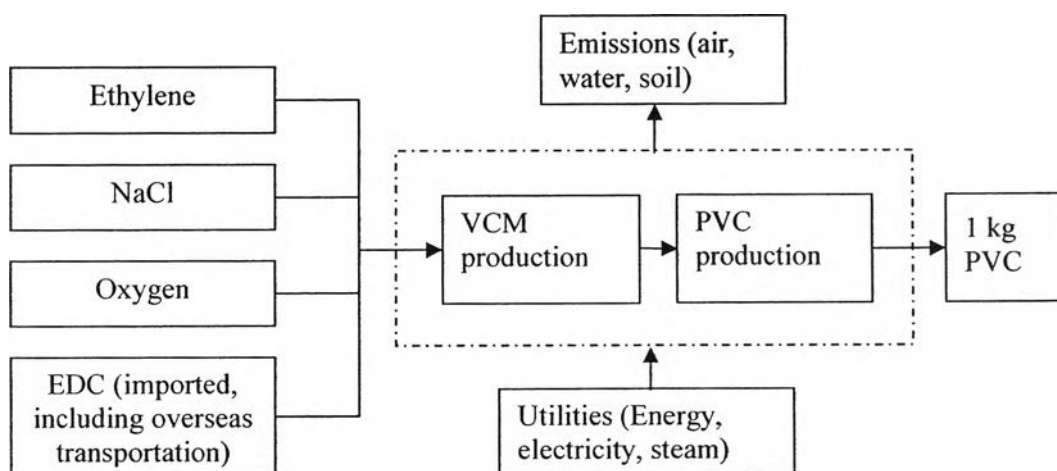 Emissions (air,
water, soil)
Ethylene
NaCl
Oxygen
EDC (imported,
including overseas
transportation)
VCM
production
PVC
production
1 kg
PVC
Utilities (Energy,
electricity, steam)